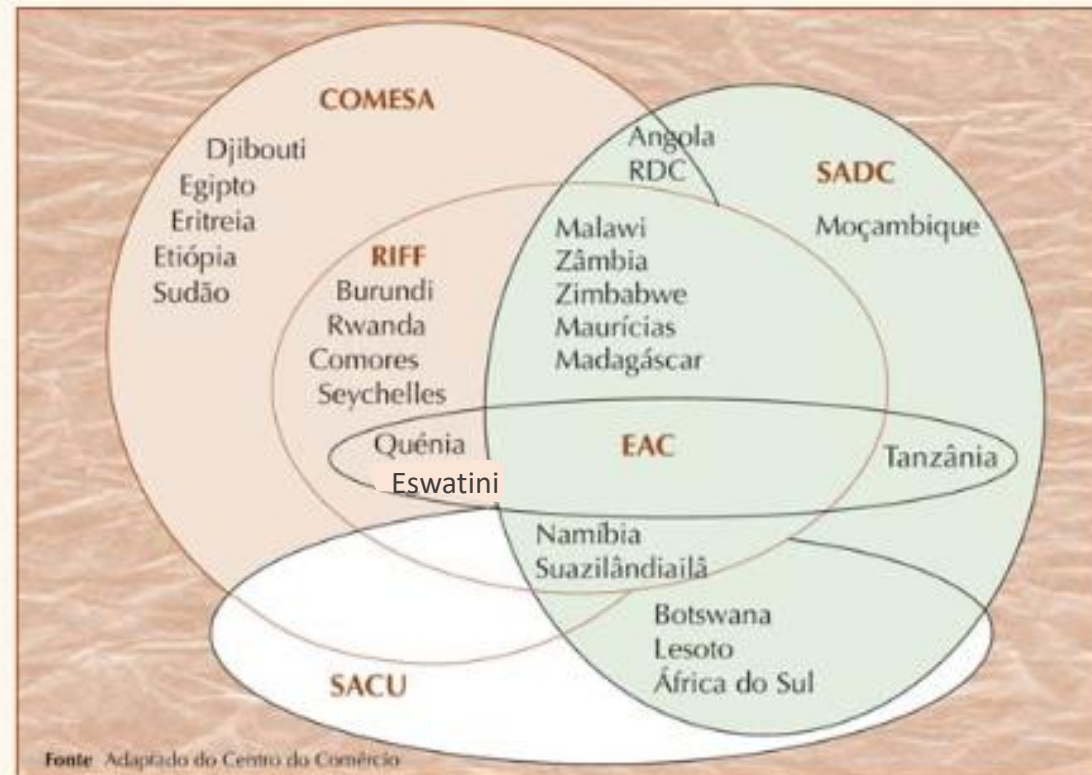 COMESA
Djibouti
Egipto
Eritreia
Etiópia
Sudão
RIFF
Burundi
Rwanda
Comores
Seychelles
Quénia
Eswatini
Angola
RDC
SADC
Moçambique
Malawi
Zâmbia
Zimbabwe
Maurícias
Madagáscar
EAC
Tanzânia
Namíbia
Suazilândiailâ
Botswana
Lesoto
África do Sul
SACU
Fonte Adaptado do Centro do Comércio